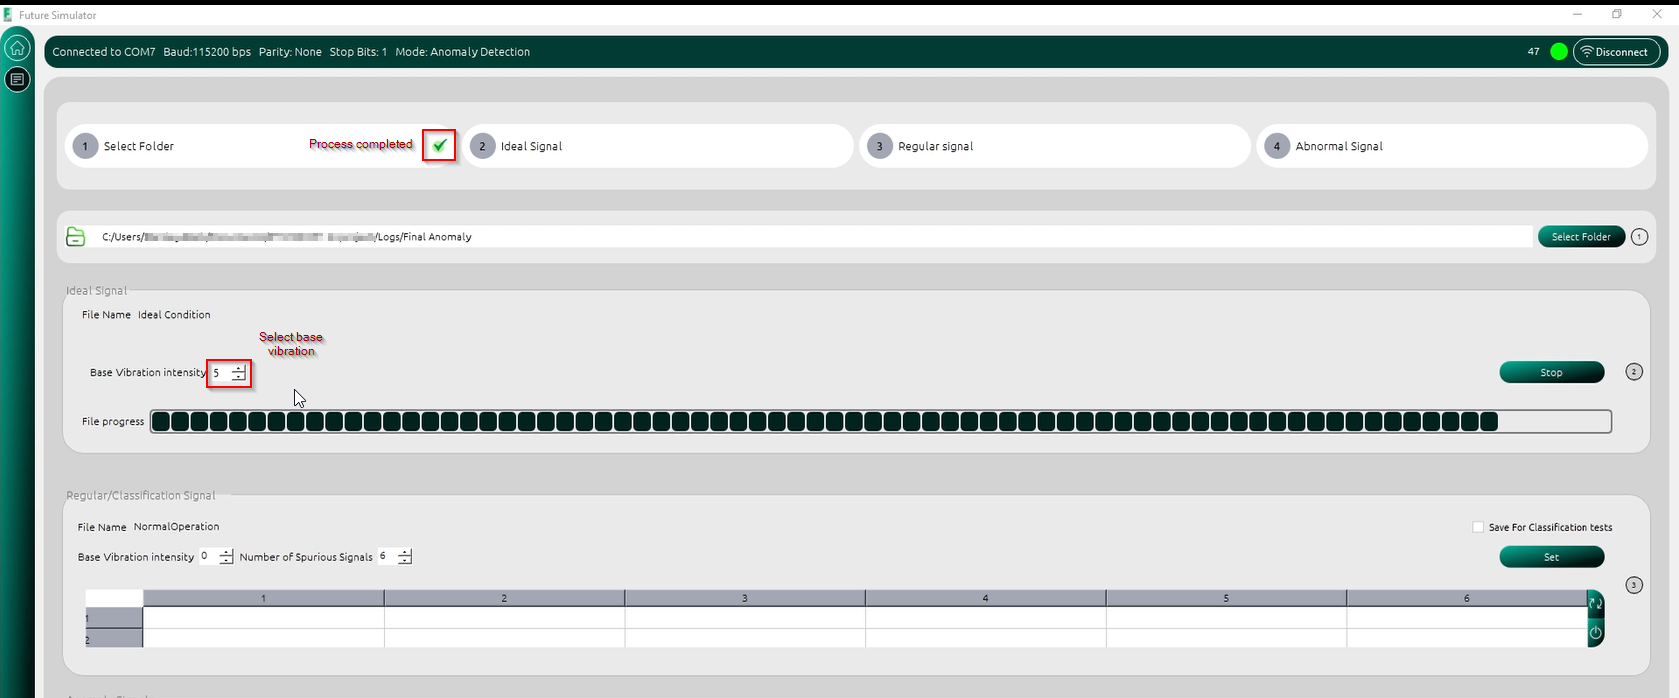 Future Simulator
Connected to COM7 Baud:115200 bps Parity: None Stop Bits: 1 Mode: Anomaly Detection
47
Disconnect
1 Select Folder
Process completed
2 Ideal Signal
3 Regular signal
4 Abnormal Signal
C:/Users/ /Logs/Final Anomaly
Select Folder
1
Ideal Signal
File Name Ideal Condition
Select base
vibration
Base Vibration intensity 5
Stop
2
File progress
Regular/Classification Signal
File Name NormalOperation
Save For Classification tests
Base Vibration intensity 0 Number of Spurious Signals 6
Set
3
1 2 3 4 5 6
1
2